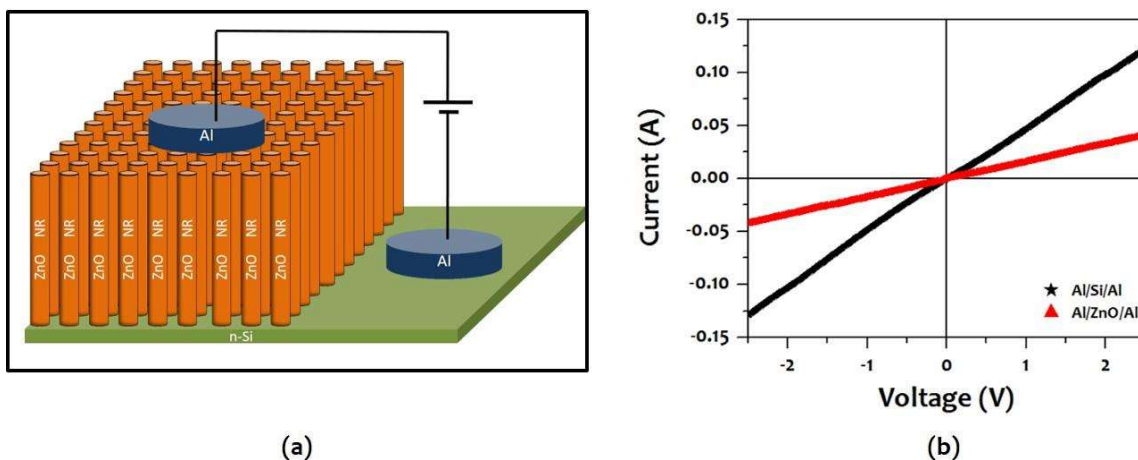 Al
Al
ZnO NR
ZnO NR
ZnO NR
ZnO NR
ZnO NR
ZnO NR
ZnO NR
ZnO NR
ZnO NR
n-Si
(a)
0.15
0.10
0.05
0.00
-0.05
-0.10
-0.15
Current (A)
-2 -1 0 1 2
Voltage (V)
Al/Si/Al
Al/ZnO/Al
(b)